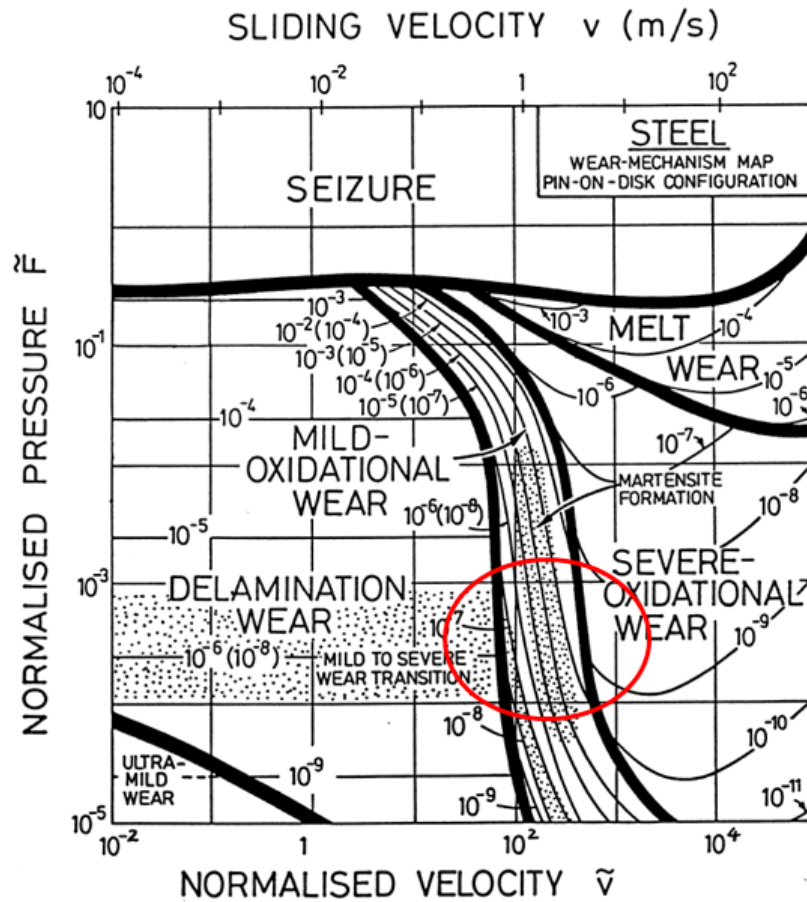 SLIDING VELOCITY v (m/s)
10⁻⁴ 10⁻² 1 10²
10
STEEL
WEAR-MECHANISM MAP
PIN-ON-DISK CONFIGURATION
SEIZURE
NORMALISED PRESSURE F̃
10⁻³
10⁻²(10⁻⁴)
10⁻³(10⁻⁵)
10⁻⁴(10⁻⁶)
10⁻⁵(10⁻⁷)
10⁻³
MELT
WEAR
10⁻⁴
10⁻⁵
10⁻⁶
10⁻⁶
10⁻¹
10⁻⁴
10⁻⁷
MILD-
OXIDATIONAL
WEAR
MARTENSITE
FORMATION
10⁻⁸
10⁻⁶(10⁻⁸)
10⁻⁵
SEVERE-
OXIDATIONAL
WEAR
10⁻³
DELAMINATION
WEAR
10⁻⁷
10⁻⁹
10⁻⁶(10⁻⁸)
MILD TO SEVERE
WEAR TRANSITION
10⁻⁸
10⁻¹⁰
ULTRA-
MILD
WEAR
10⁻⁹
10⁻⁹
10⁻¹¹
10⁻⁵
10⁻² 1 10² 10⁴
NORMALISED VELOCITY ṽ